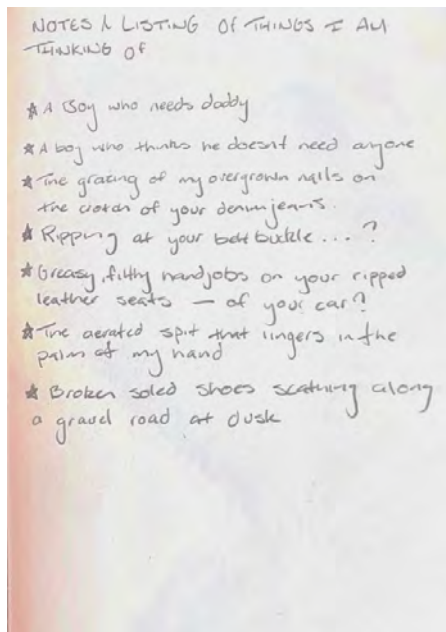 NOTES & LISTING OF THINGS I AM
THINKING OF
★ A Boy who needs daddy
★ A boy who thinks he doesn't need anyone
★ The grazing of my overgrown nails on
the crotch of your denim jeans.
★ Ripping at your belt buckle...?
★ Greasy, filthy handjobs on your ripped
leather seats — of your car?
★ The aerated spit that lingers in the
palm of my hand
★ Broken soled shoes scathing along
a gravel road at dusk